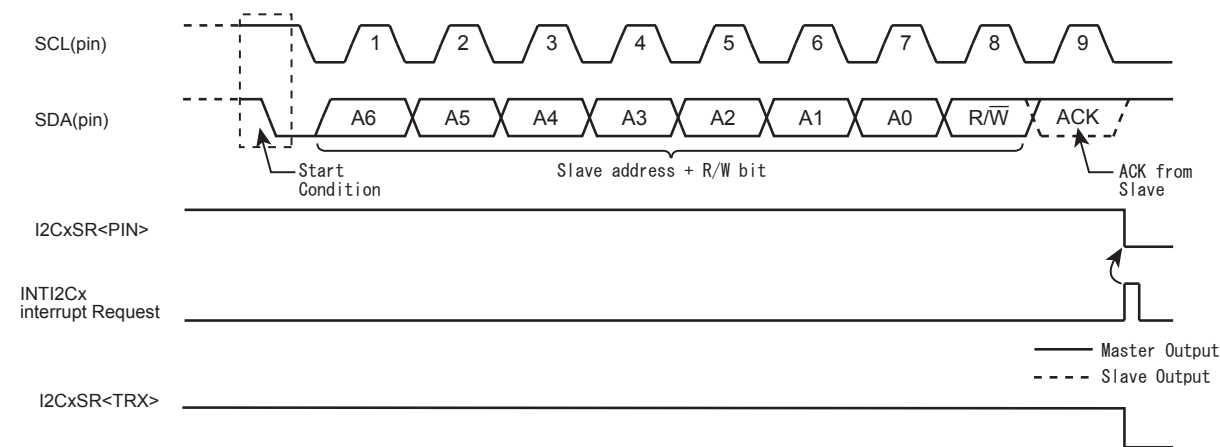 SCL(pin)
1 2 3 4 5 6 7 8 9
SDA(pin)
A6 A5 A4 A3 A2 A1 A0 R/W̅ ACK
Start
Condition
Slave address + R/W bit
ACK from
Slave
I2CxSR<PIN>
INTI2Cx
interrupt Request
Master Output
Slave Output
I2CxSR<TRX>